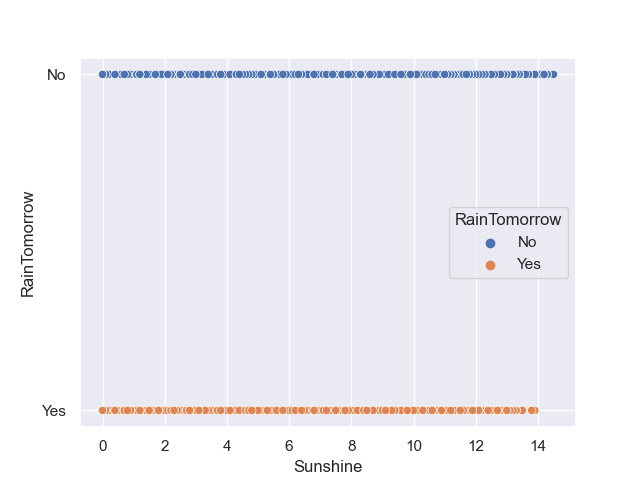 No
RainTomorrow
RainTomorrow
No
Yes
Yes
0 2 4 6 8 10 12 14
Sunshine